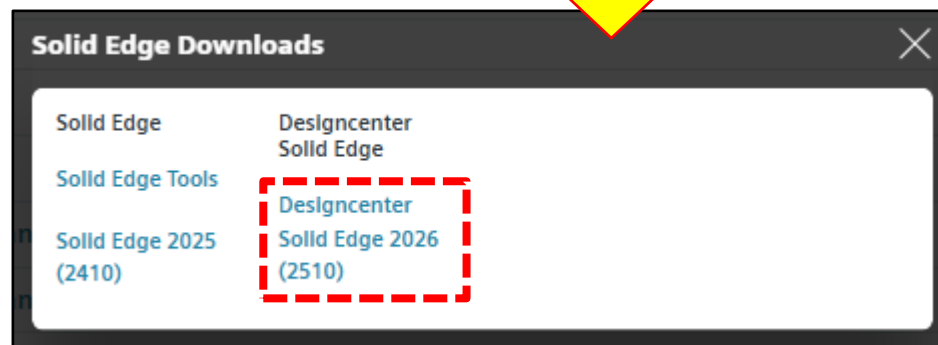 Solid Edge Downloads
Solid Edge
Solid Edge Tools
Solid Edge 2025
(2410)
Designcenter
Solid Edge
Designcenter
Solid Edge 2026
(2510)